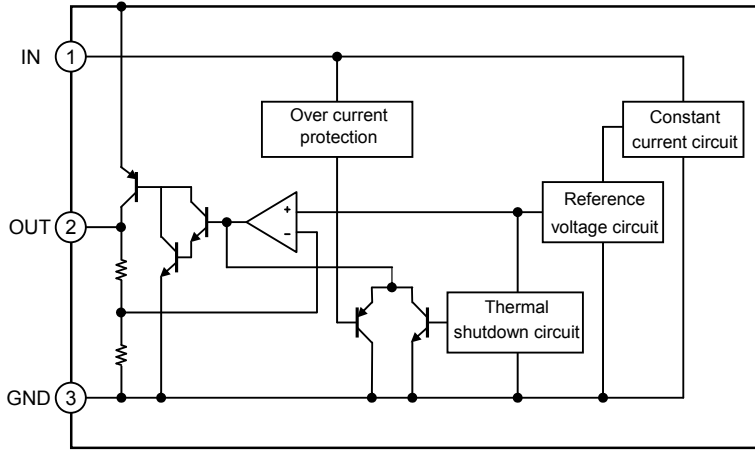 IN
1
Over current
protection
Constant
current circuit
Reference
voltage circuit
+
−
OUT
2
Thermal
shutdown circuit
GND
3